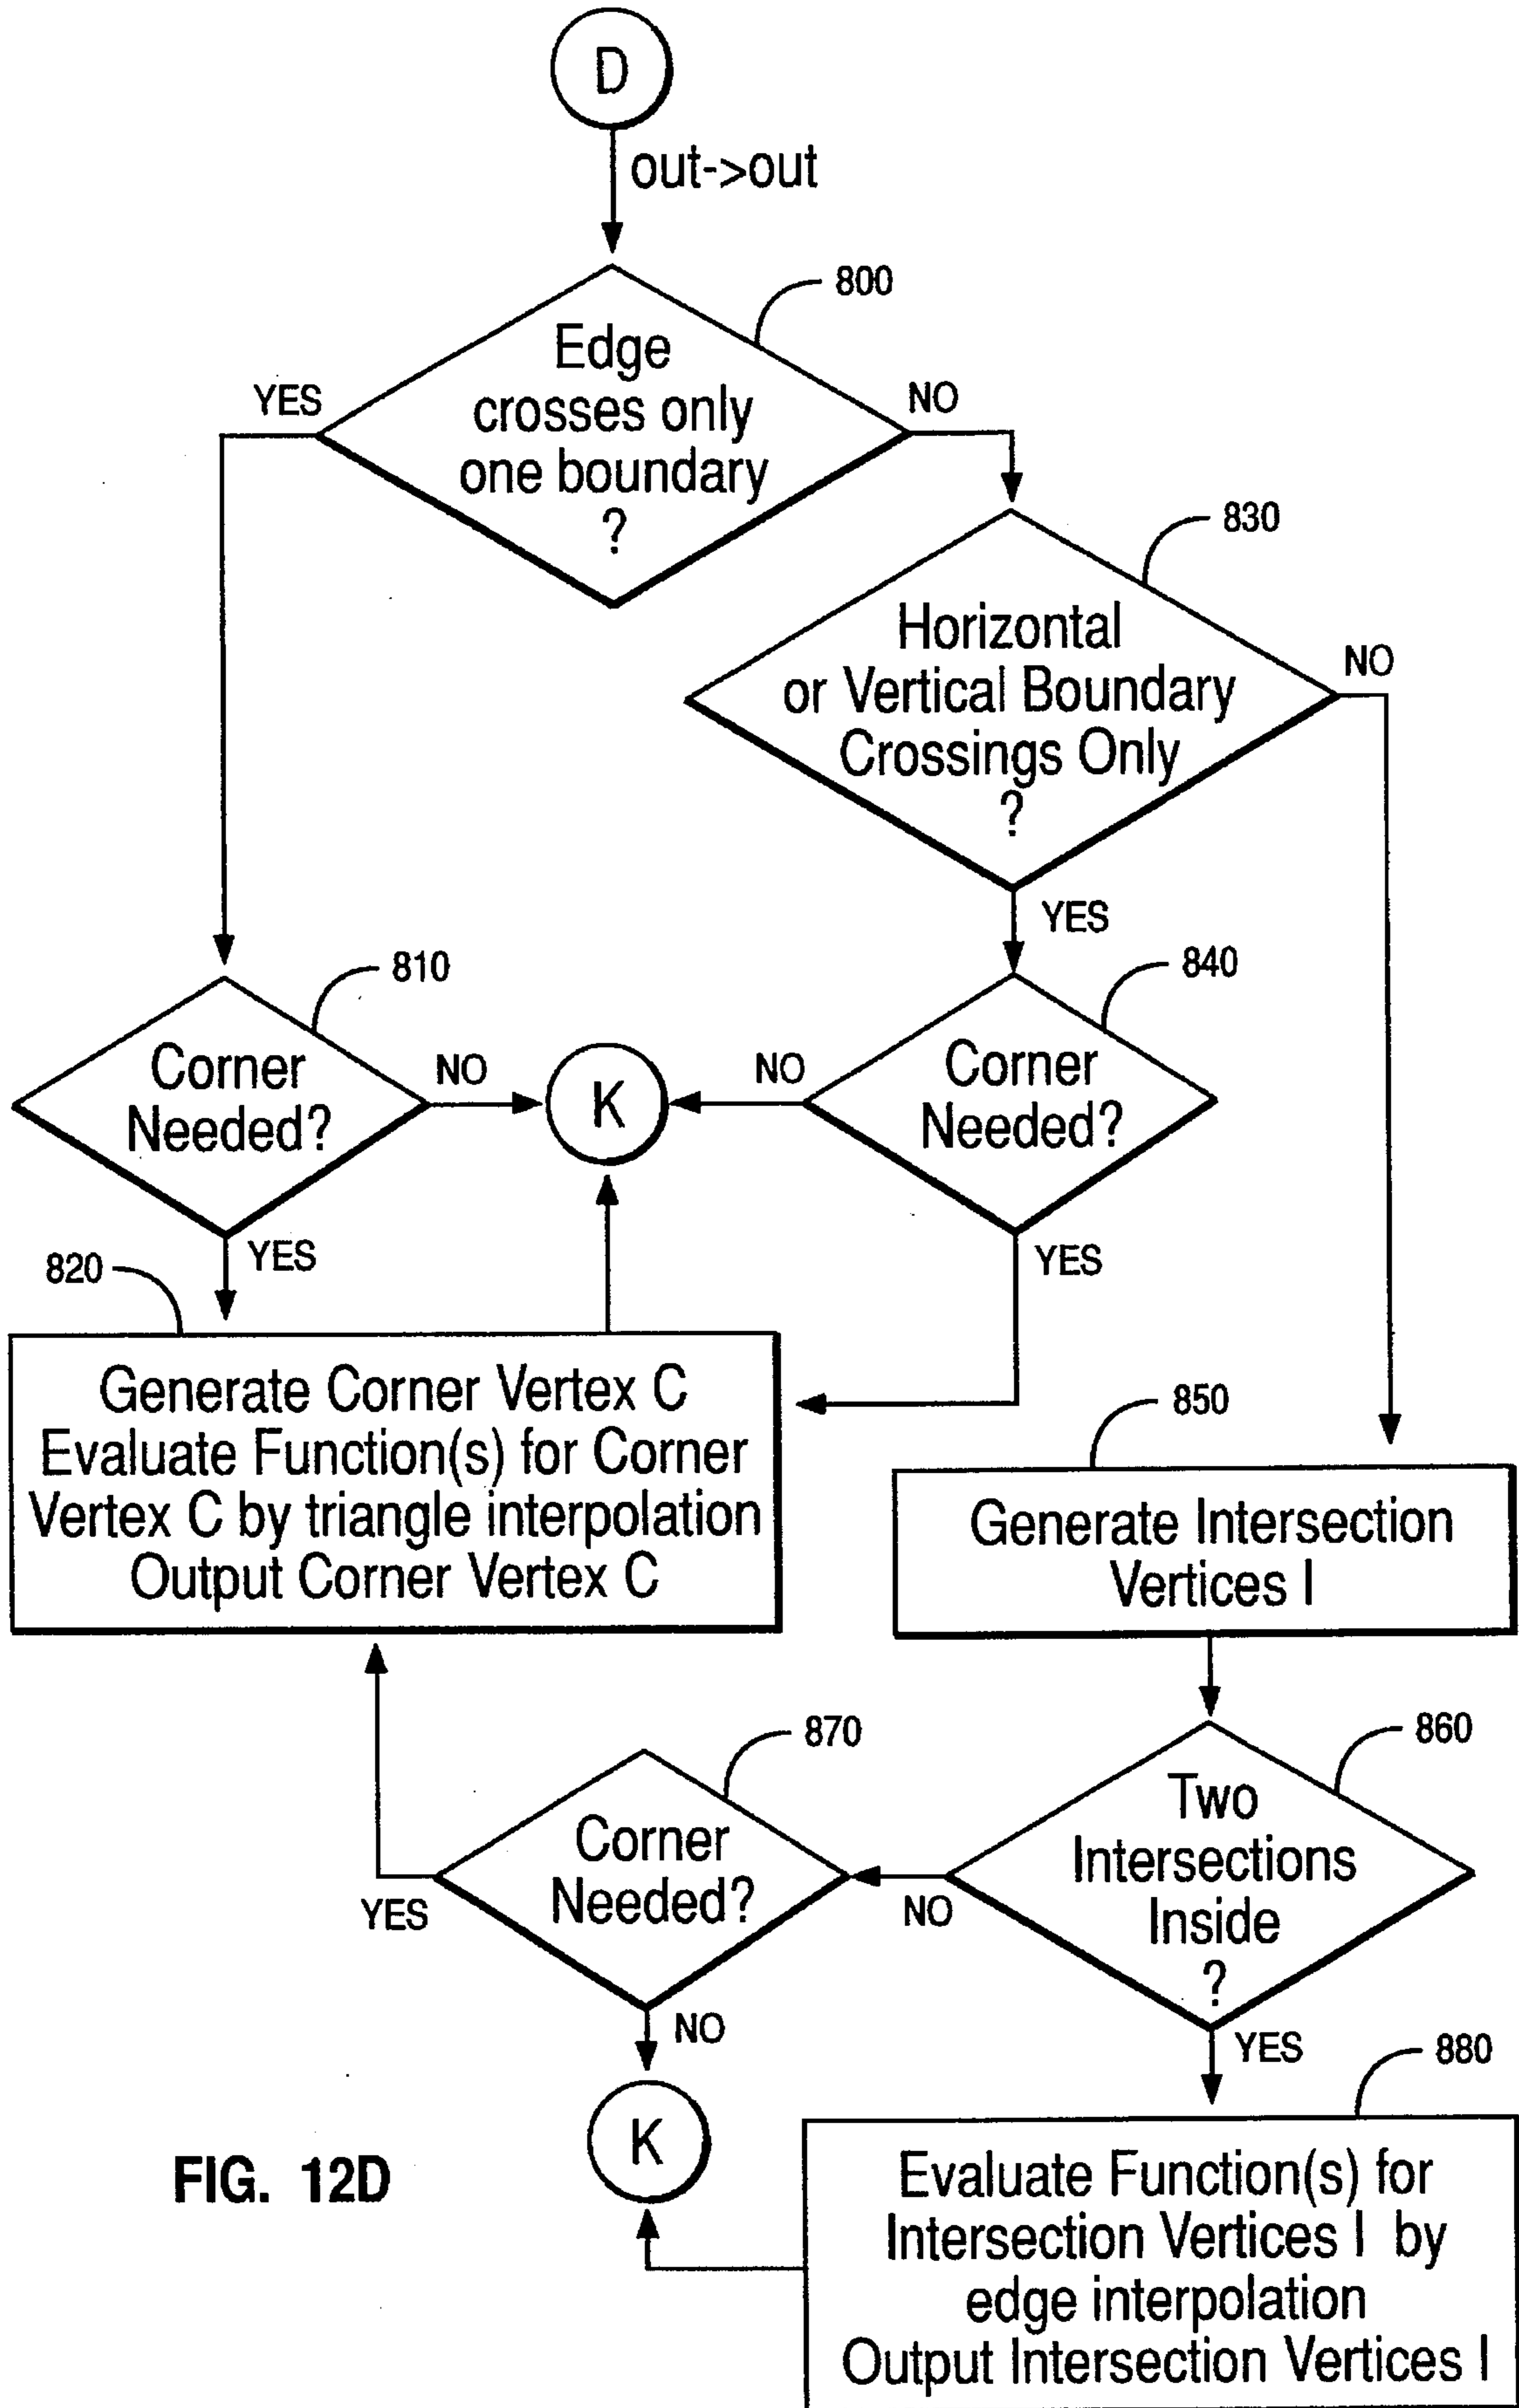 D
out->out
800
Edge
crosses only
one boundary
?
YES
NO
830
Horizontal
or Vertical Boundary
Crossings Only
?
NO
YES
810
Corner
Needed?
NO
K
NO
840
Corner
Needed?
YES
YES
820
Generate Corner Vertex C
Evaluate Function(s) for Corner
Vertex C by triangle interpolation
Output Corner Vertex C
850
Generate Intersection
Vertices I
870
Corner
Needed?
YES
NO
860
Two
Intersections
Inside
?
NO
YES
K
880
Evaluate Function(s) for
Intersection Vertices I by
edge interpolation
Output Intersection Vertices I
FIG. 12D